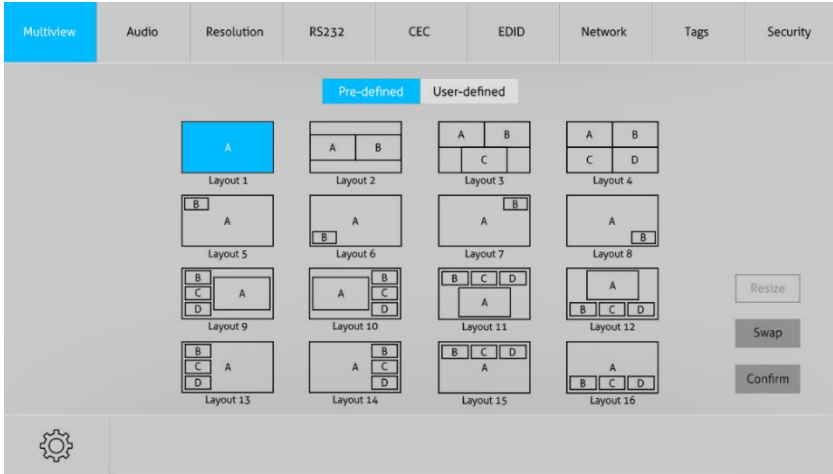 Multiview Audio Resolution RS232 CEC EDID Network Tags Security
Pre-defined User-defined
A
Layout 1
A B
Layout 2
A B
C
Layout 3
A B
C D
Layout 4
B
A
Layout 5
A
B
Layout 6
B
A
Layout 7
A
B
Layout 8
B
C A
D
Layout 9
B
A C
D
Layout 10
B C D
A
Layout 11
A
B C D
Layout 12
B
C A
D
Layout 13
B
A C
D
Layout 14
B C D
A
Layout 15
A
B C D
Layout 16
Resize
Swap
Confirm